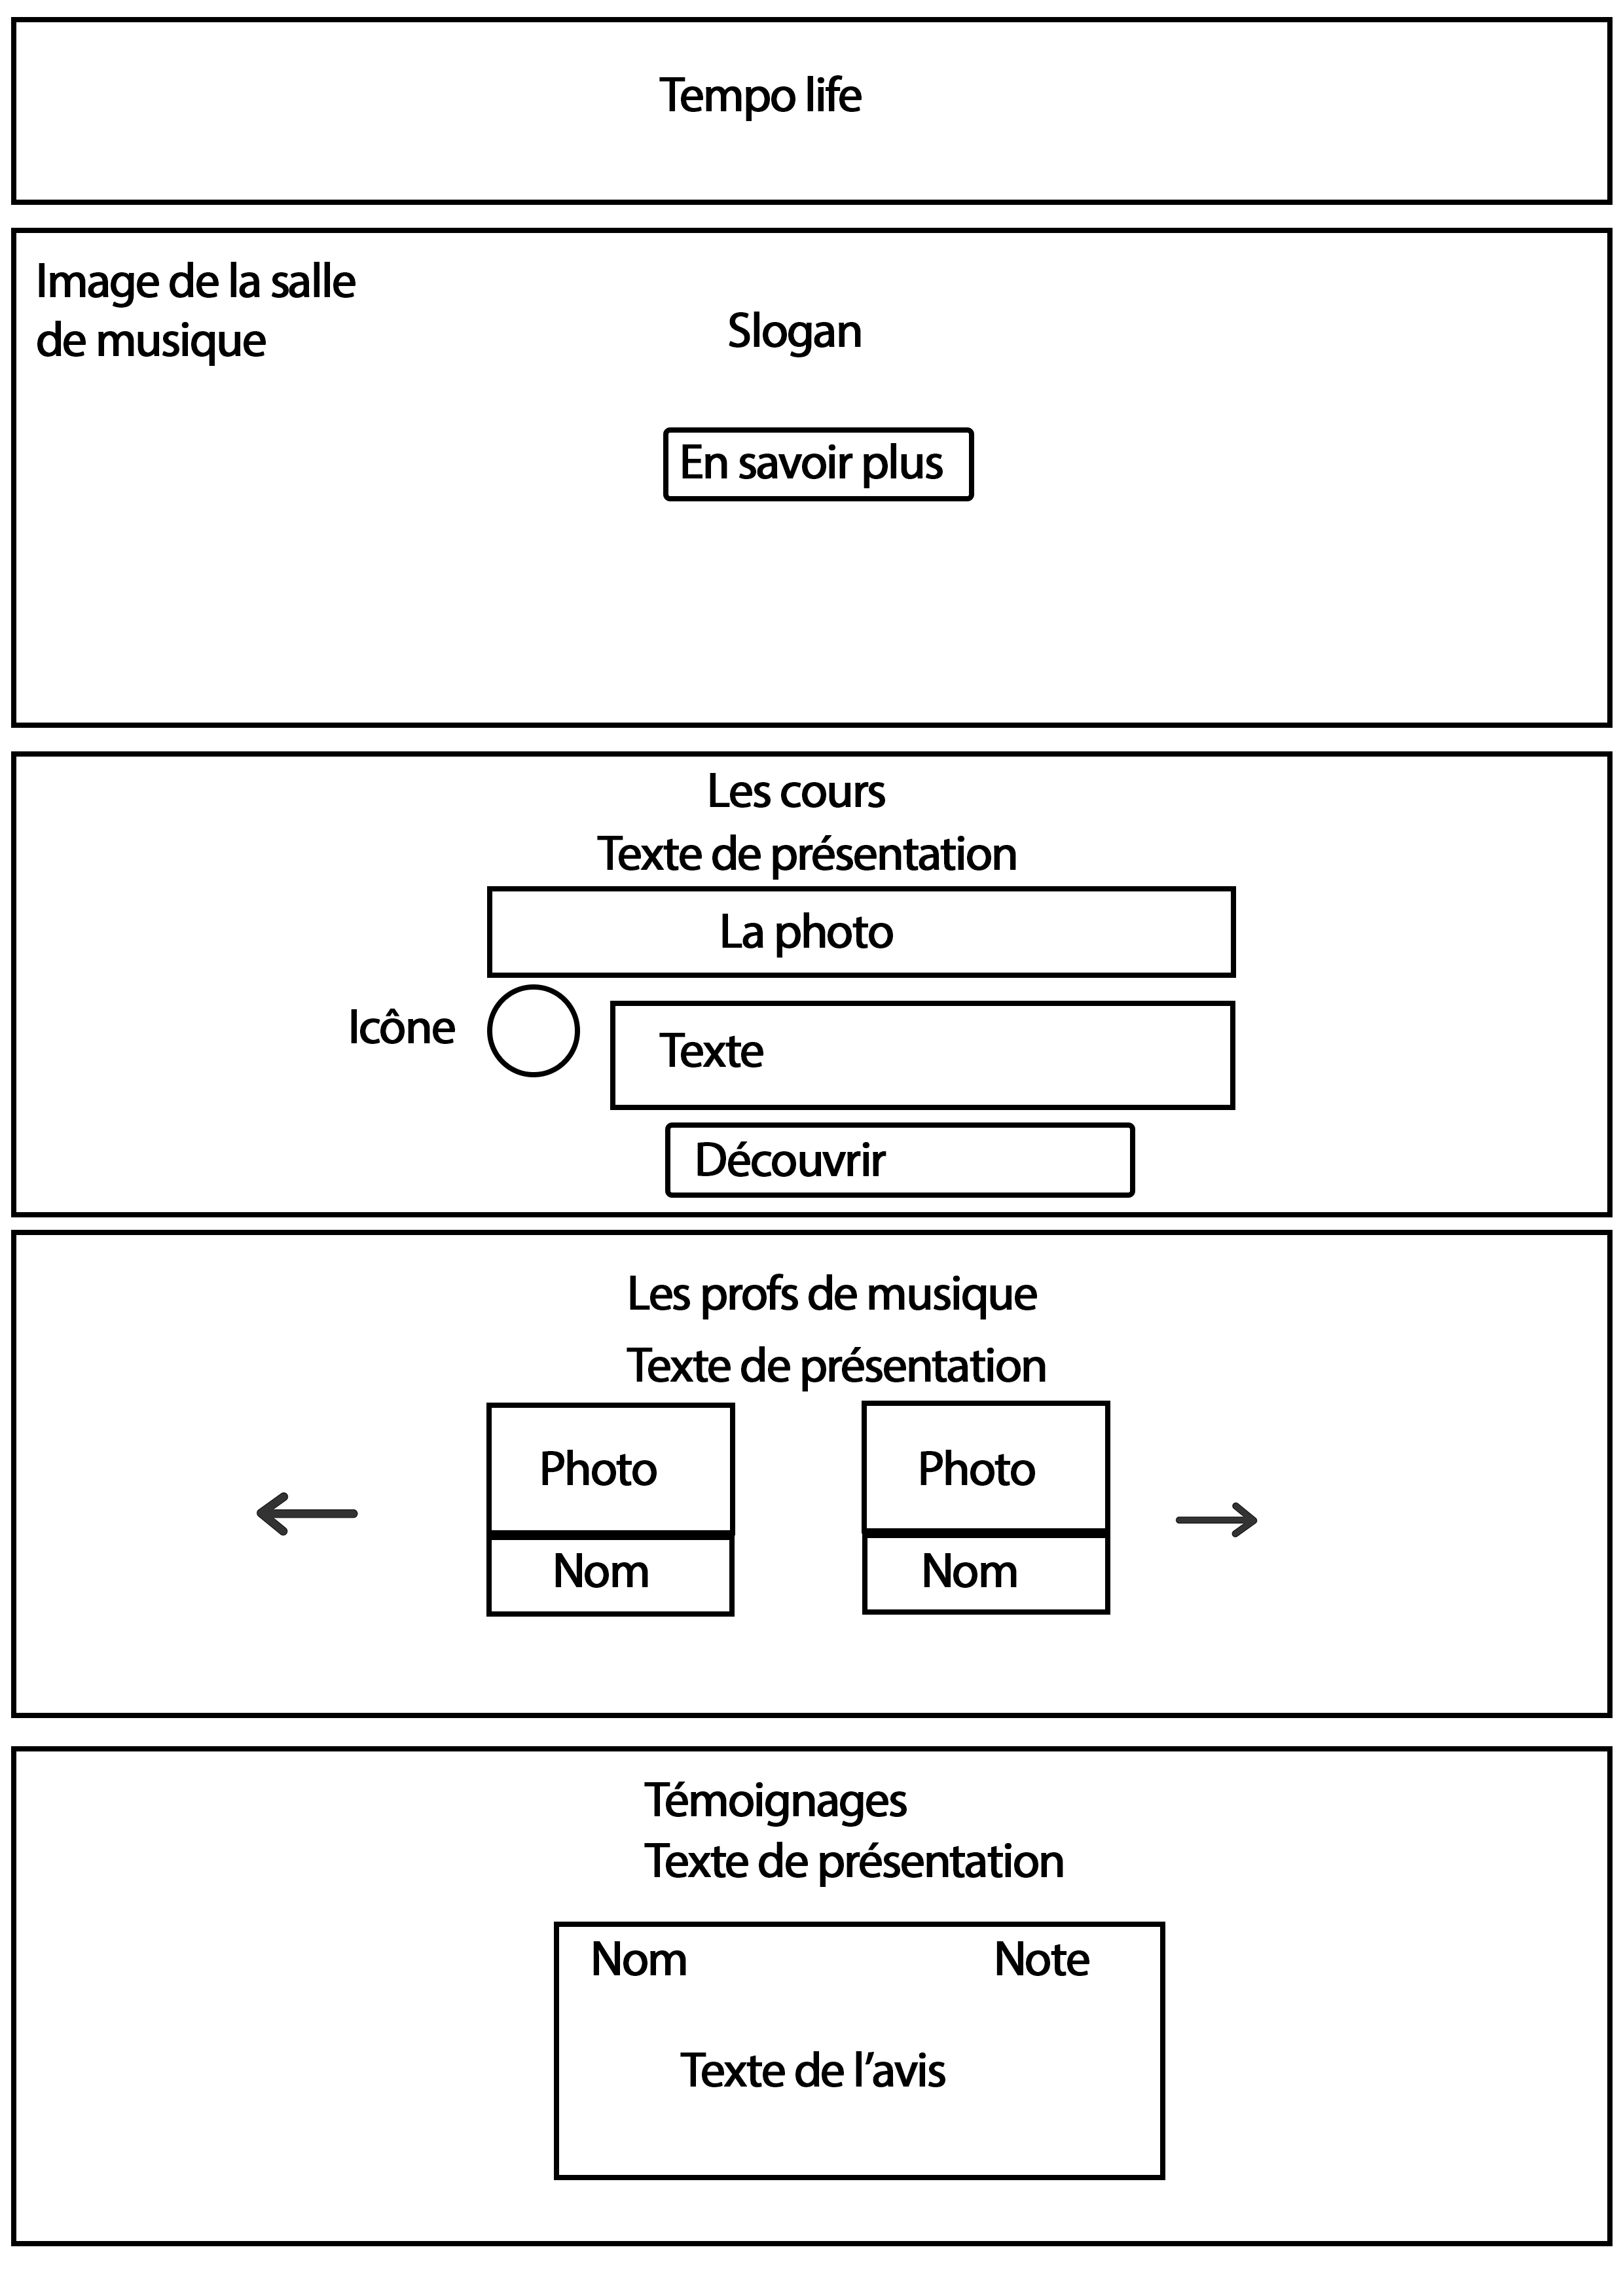 Tempo life
Image de la salle
de musique
Slogan
En savoir plus
Les cours
Texte de présentation
La photo
Icône
Texte
Découvrir
Les profs de musique
Texte de présentation
Photo
Photo
Nom
Nom
Témoignages
Texte de présentation
Nom
Note
Texte de l’avis